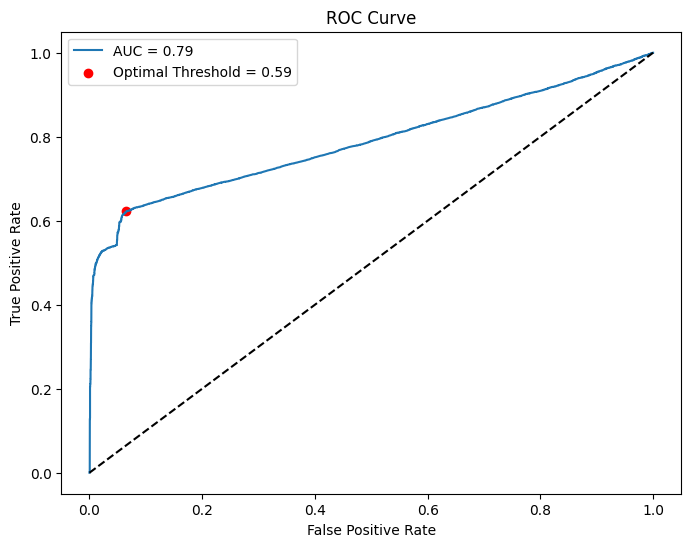 ROC Curve
AUC = 0.79
Optimal Threshold = 0.59
True Positive Rate
1.0
0.8
0.6
0.4
0.2
0.0
0.0 0.2 0.4 0.6 0.8 1.0
False Positive Rate